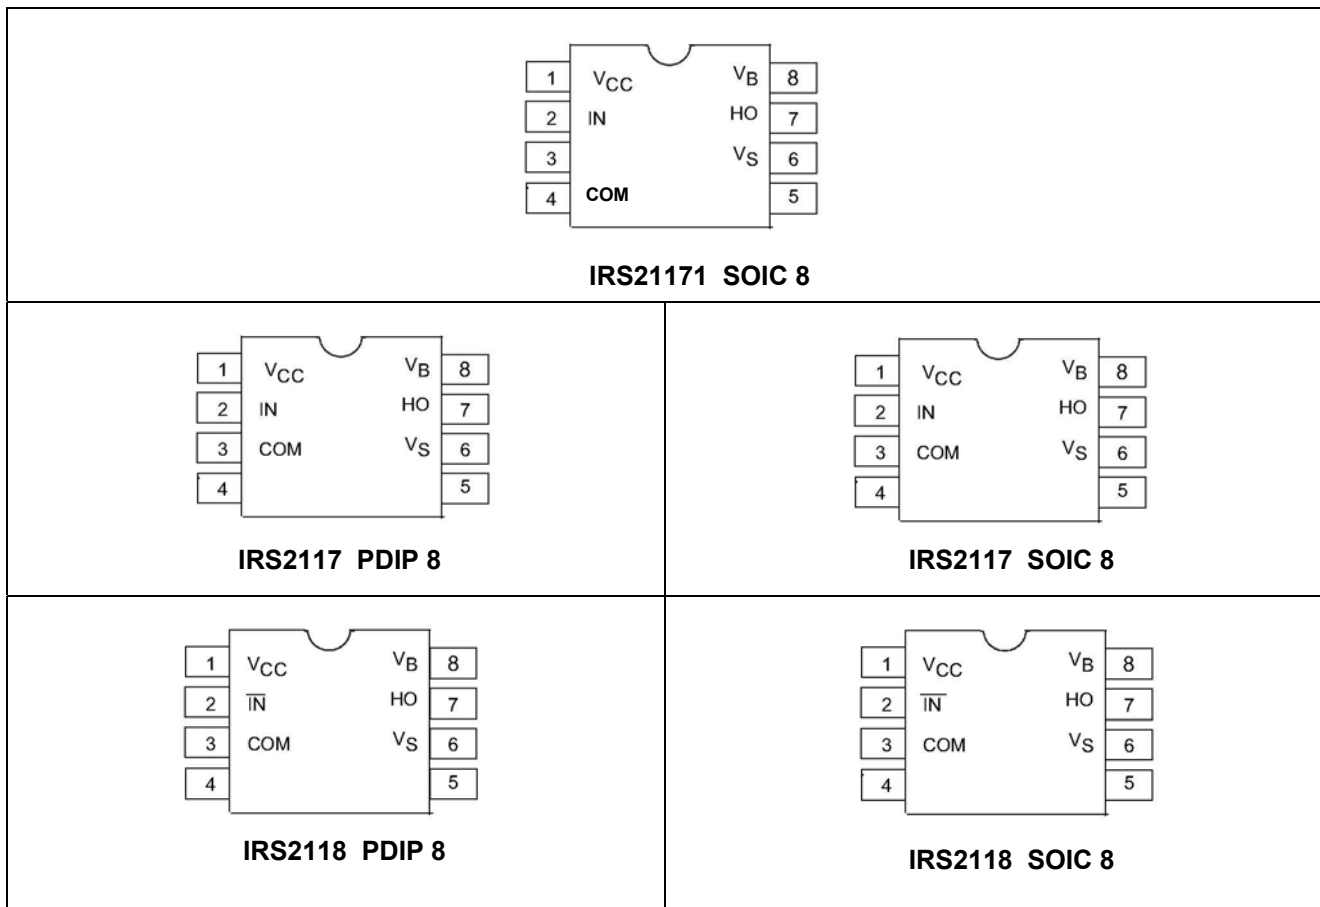 1 VCC VB 8
2 IN HO 7
3 VS 6
4 COM 5
IRS21171 SOIC 8
1 VCC VB 8
2 IN HO 7
3 COM VS 6
4 5
IRS2117 PDIP 8
1 VCC VB 8
2 IN HO 7
3 COM VS 6
4 5
IRS2117 SOIC 8
1 VCC VB 8
2 I̅N̅ HO 7
3 COM VS 6
4 5
IRS2118 PDIP 8
1 VCC VB 8
2 I̅N̅ HO 7
3 COM VS 6
4 5
IRS2118 SOIC 8